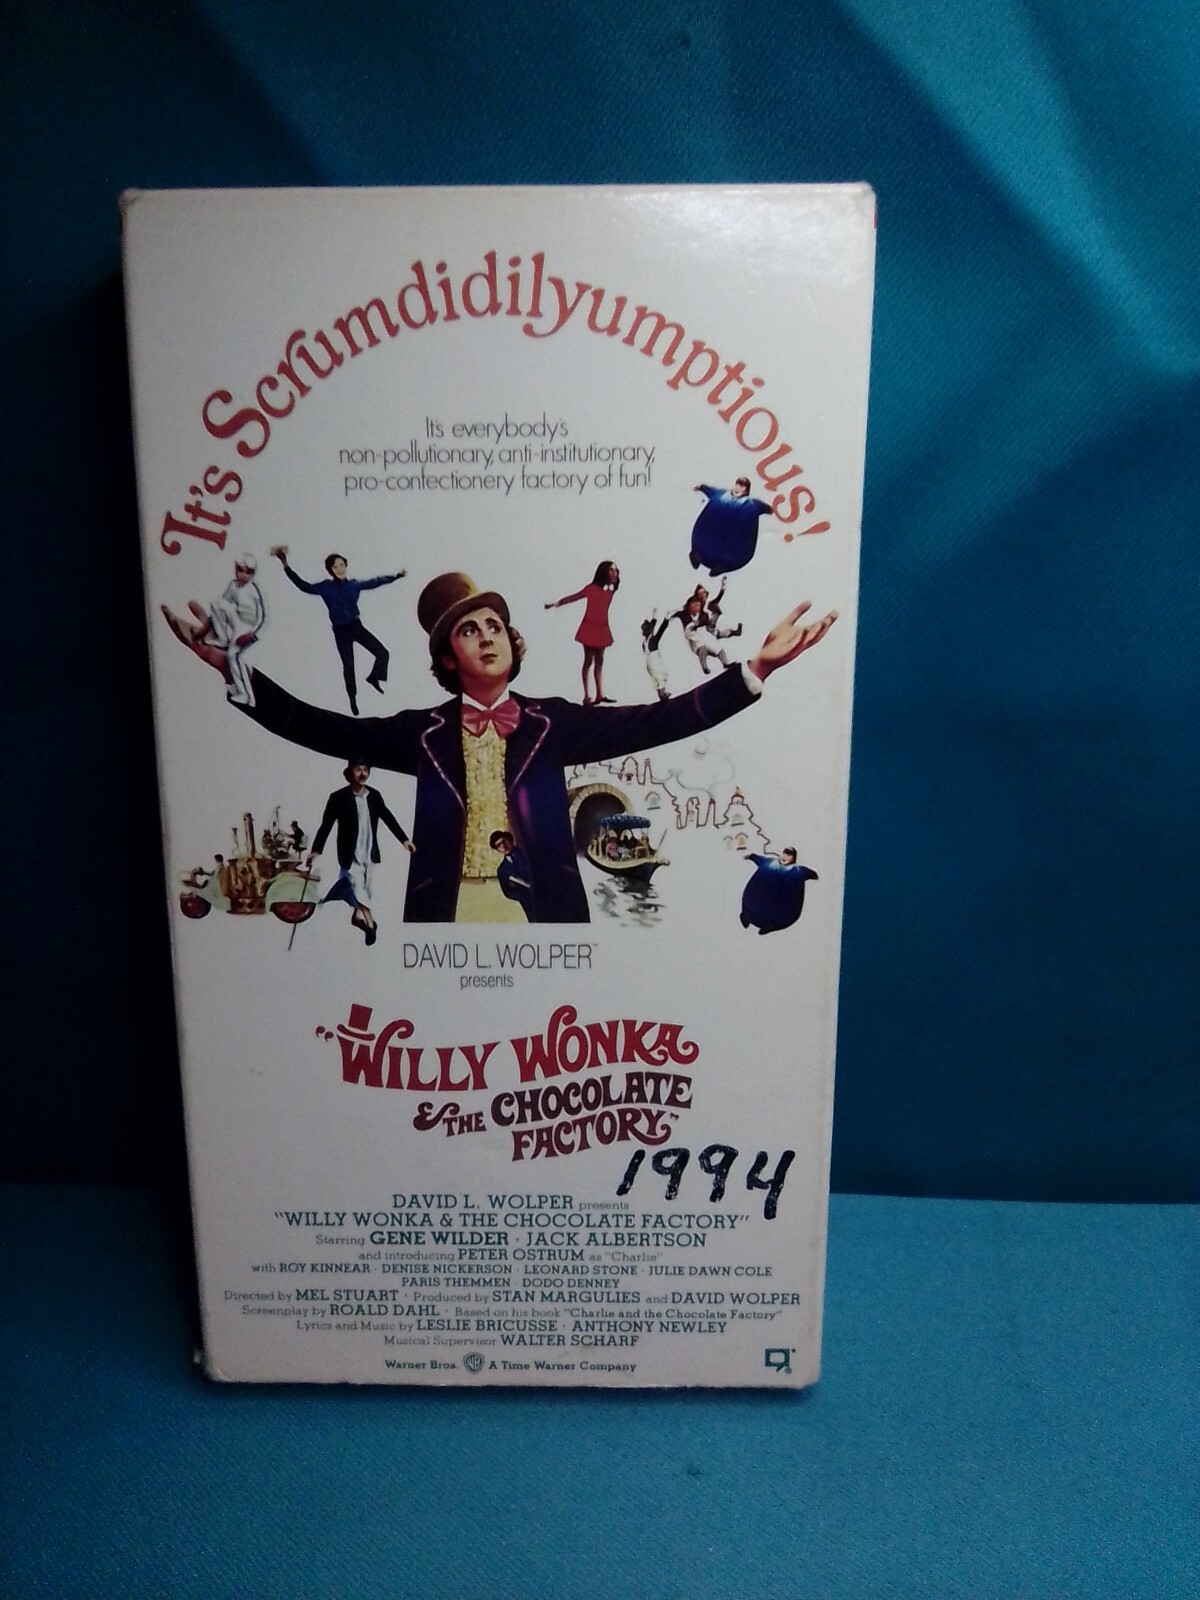 It's Scrumdidilyumptious!
It's everybody's
non-pollutionary, anti-institutionary,
pro-confectionery factory of fun!
DAVID L. WOLPER™
presents
"WILLY WONKA
& THE CHOCOLATE
FACTORY"
1994
DAVID L. WOLPER presents
"WILLY WONKA & THE CHOCOLATE FACTORY"
Starring GENE WILDER · JACK ALBERTSON
and introducing PETER OSTRUM as "Charlie"
with ROY KINNEAR · DENISE NICKERSON · LEONARD STONE · JULIE DAWN COLE
PARIS THEMMEN · DODO DENNEY
Directed by MEL STUART · Produced by STAN MARGULIES and DAVID WOLPER
Screenplay by ROALD DAHL · Based on his book "Charlie and the Chocolate Factory"
Lyrics and Music by LESLIE BRICUSSE · ANTHONY NEWLEY
Musical Supervisor WALTER SCHARF
Warner Bros. WB A Time Warner Company